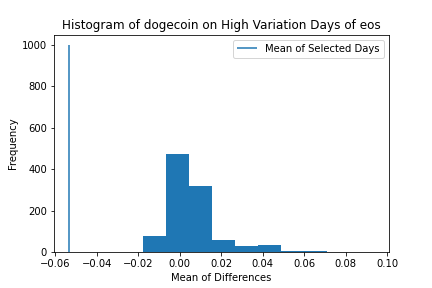 Histogram of dogecoin on High Variation Days of eos
Mean of Selected Days
Frequency
1000
800
600
400
200
0
−0.06 −0.04 −0.02 0.00 0.02 0.04 0.06 0.08 0.10
Mean of Differences